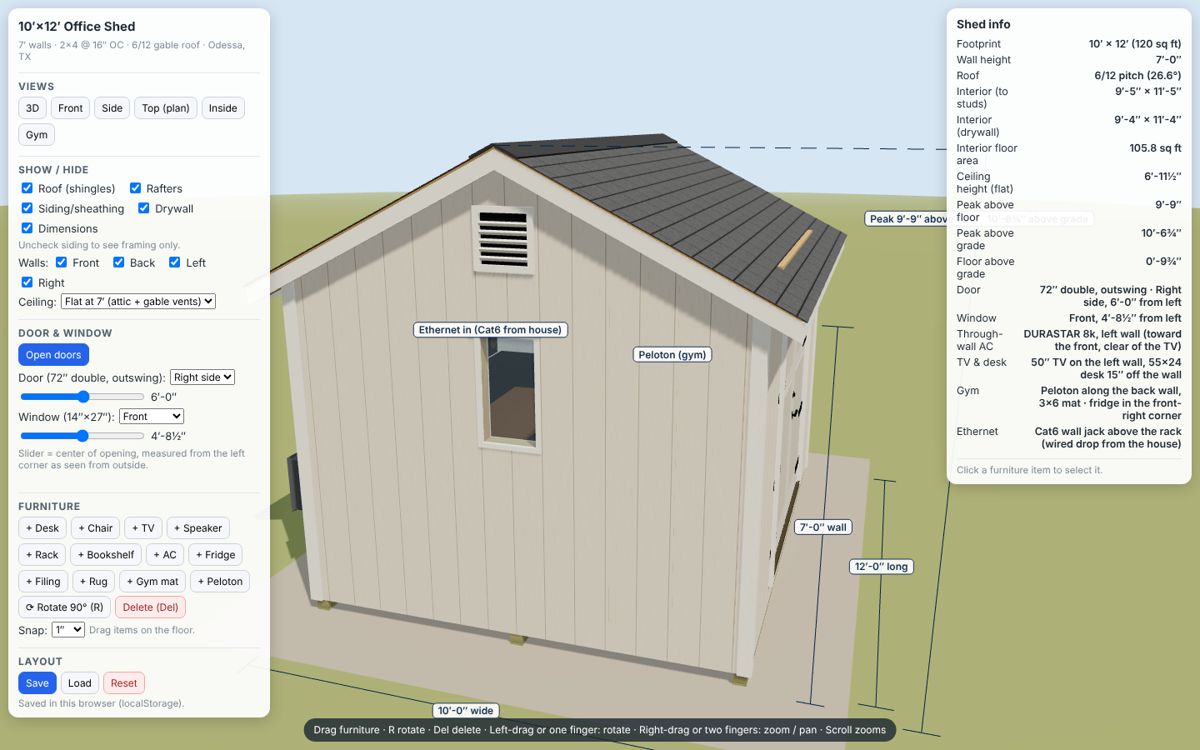 10′×12′ Office Shed
7′ walls · 2×4 @ 16″ OC · 6/12 gable roof · Odessa,
TX
VIEWS
3D Front Side Top (plan) Inside
Gym
SHOW / HIDE
Roof (shingles) Rafters
Siding/sheathing Drywall
Dimensions
Uncheck siding to see framing only.
Walls: Front Back Left
Right
Ceiling: Flat at 7′ (attic + gable vents)
DOOR & WINDOW
Open doors
Door (72″ double, outswing): Right side
6′-0″
Window (14″×27″): Front
4′-8½″
Slider = center of opening, measured from the left
corner as seen from outside.
FURNITURE
+ Desk + Chair + TV + Speaker
+ Rack + Bookshelf + AC + Fridge
+ Filing + Rug + Gym mat + Peloton
⟳ Rotate 90° (R) Delete (Del)
Snap: 1″ Drag items on the floor.
LAYOUT
Save Load Reset
Saved in this browser (localStorage).
Ethernet in (Cat6 from house)
Peloton (gym)
Peak 9′-9″ above
10′-6¾″ above grade
7′-0″ wall
12′-0″ long
10′-0″ wide
Drag furniture · R rotate · Del delete · Left-drag or one finger: rotate · Right-drag or two fingers: zoom / pan · Scroll zooms
Shed info
Footprint 10′ × 12′ (120 sq ft)
Wall height 7′-0″
Roof 6/12 pitch (26.6°)
Interior (to 9′-5″ × 11′-5″
studs)
Interior 9′-4″ × 11′-4″
(drywall)
Interior floor 105.8 sq ft
area
Ceiling 6′-11½″
height (flat)
Peak above 9′-9″
floor
Peak above 10′-6¾″
grade
Floor above 0′-9¾″
grade
Door 72″ double, outswing · Right
side, 6′-0″ from left
Window Front, 4′-8½″ from left
Through- DURASTAR 8k, left wall (toward
wall AC the front, clear of the TV)
TV & desk 50″ TV on the left wall, 55×24
desk 15″ off the wall
Gym Peloton along the back wall,
3×6 mat · fridge in the front-
right corner
Ethernet Cat6 wall jack above the rack
(wired drop from the house)
Click a furniture item to select it.